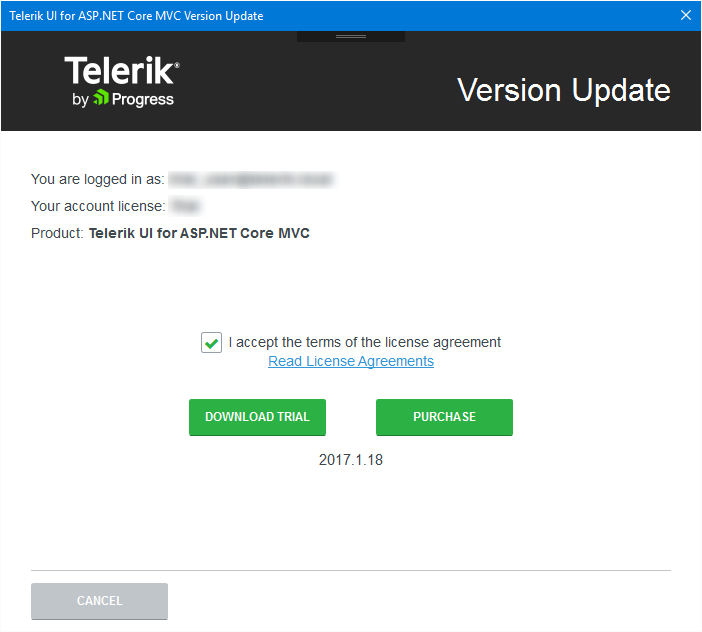 Telerik UI for ASP.NET Core MVC Version Update
Telerik®
by Progress
Version Update
You are logged in as:
Your account license:
Product: Telerik UI for ASP.NET Core MVC
I accept the terms of the license agreement
Read License Agreements
DOWNLOAD TRIAL
PURCHASE
2017.1.18
CANCEL